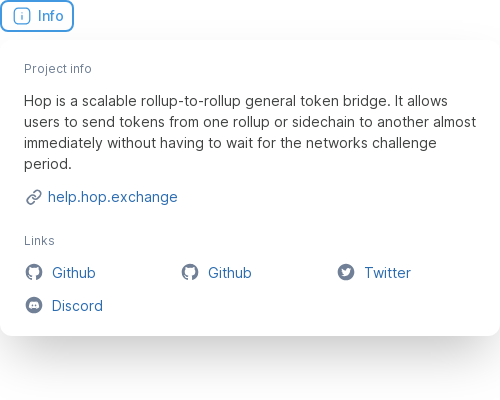 Info
Project info
Hop is a scalable rollup-to-rollup general token bridge. It allows
users to send tokens from one rollup or sidechain to another almost
immediately without having to wait for the networks challenge
period.
help.hop.exchange
Links
Github Github Twitter
Discord